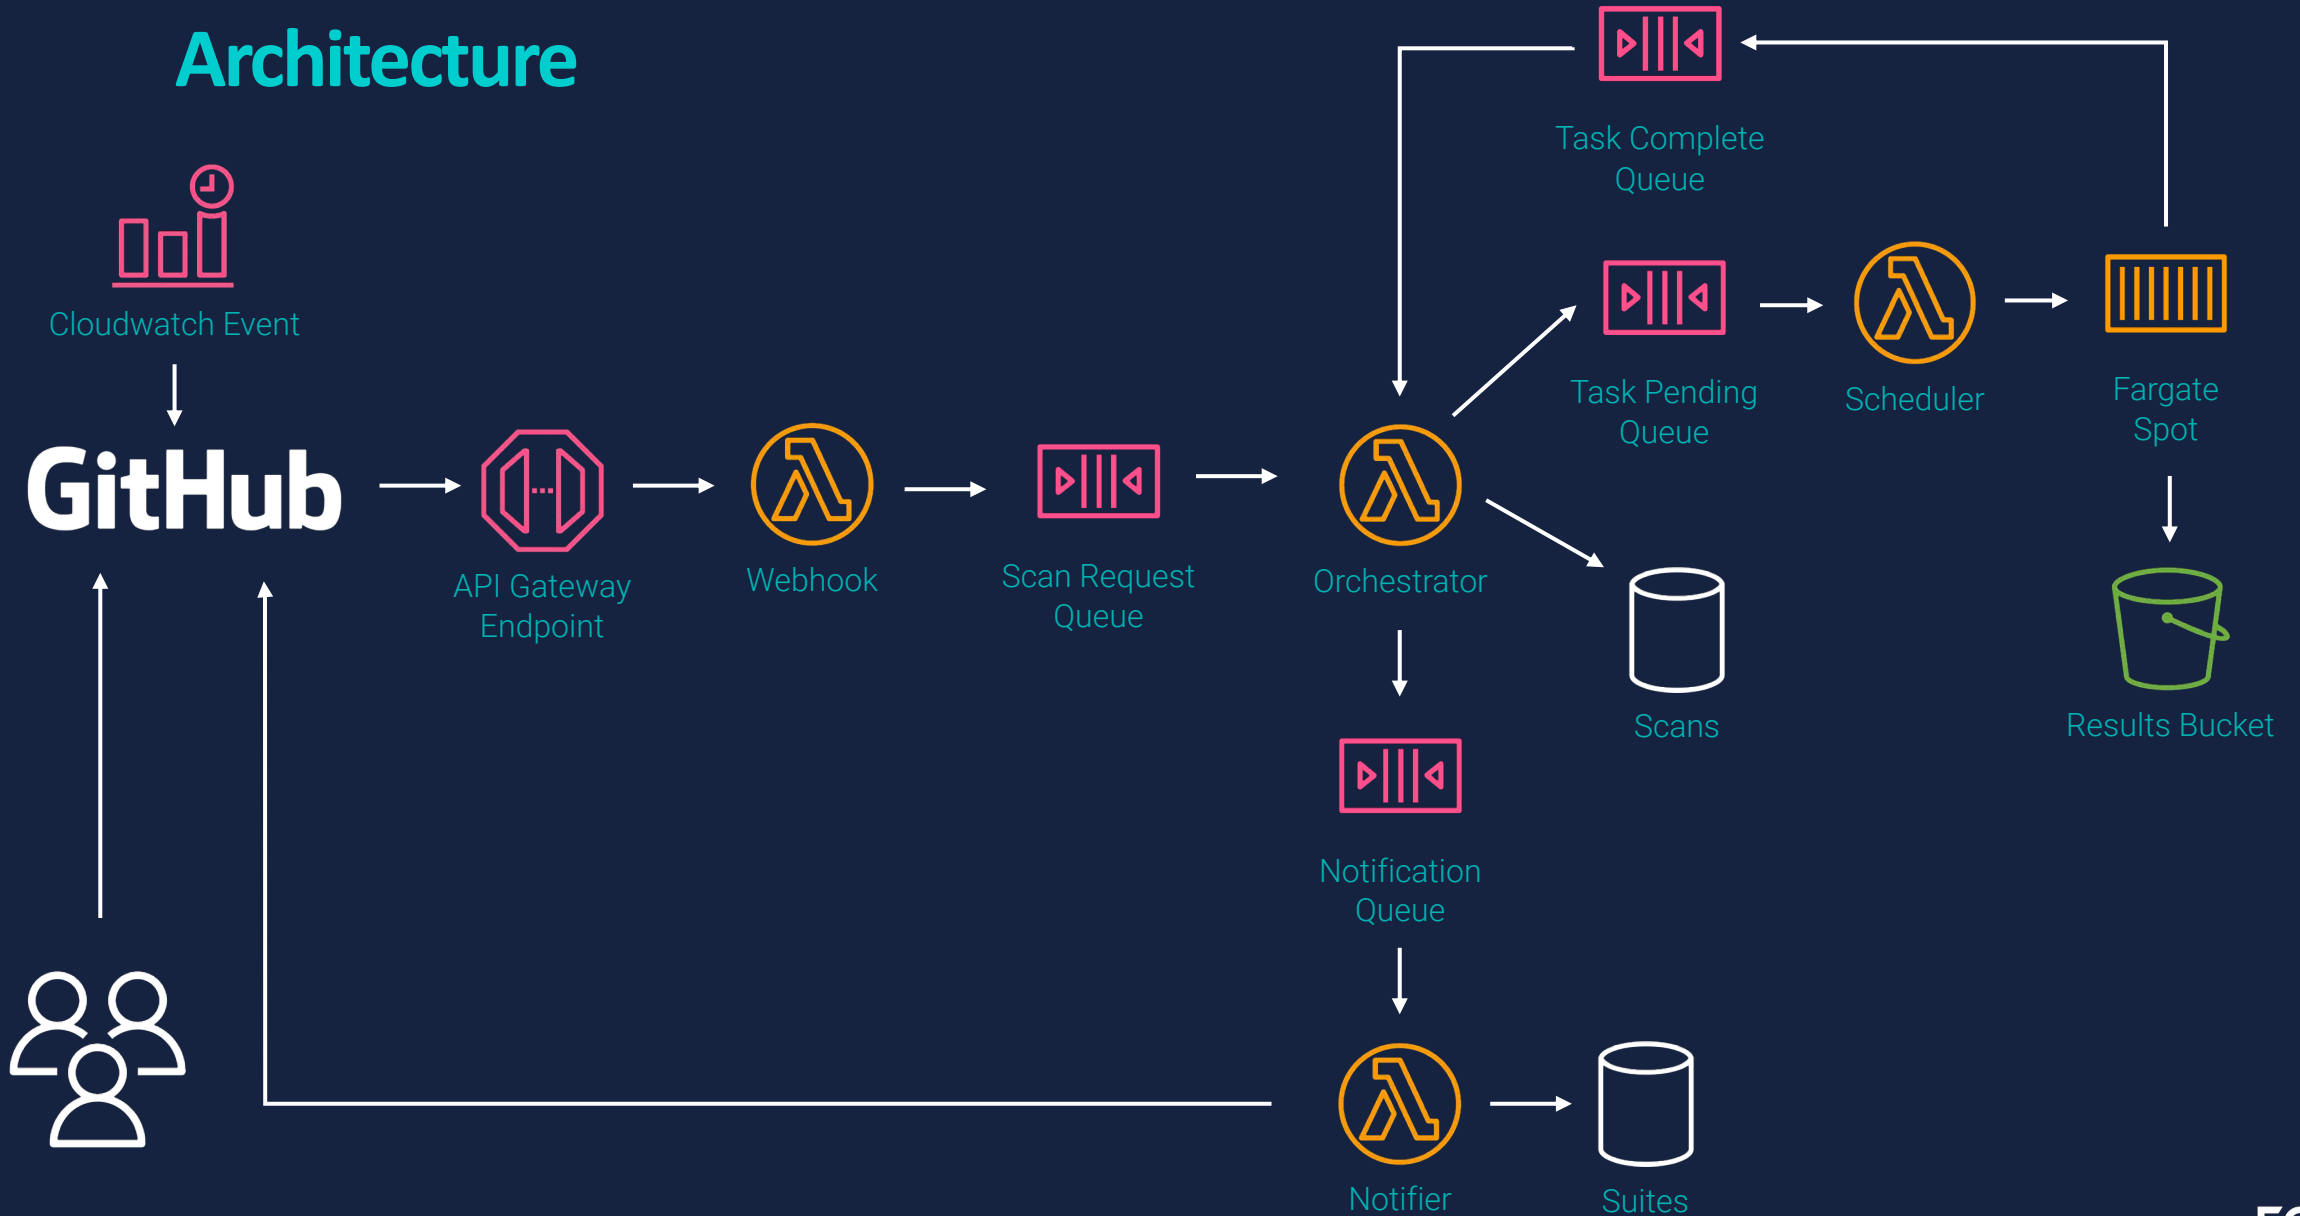 Architecture
Task Complete
Queue
Cloudwatch Event
Task Pending
Queue
Scheduler
Fargate
Spot
GitHub
API Gateway
Endpoint
Webhook
Scan Request
Queue
Orchestrator
Scans
Results Bucket
Notification
Queue
Notifier
Suites